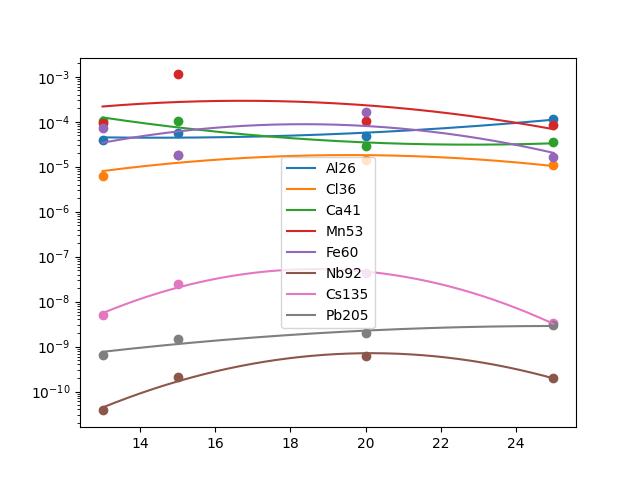 10⁻³
10⁻⁴
10⁻⁵
10⁻⁶
10⁻⁷
10⁻⁸
10⁻⁹
10⁻¹⁰
Al26
Cl36
Ca41
Mn53
Fe60
Nb92
Cs135
Pb205
14 16 18 20 22 24